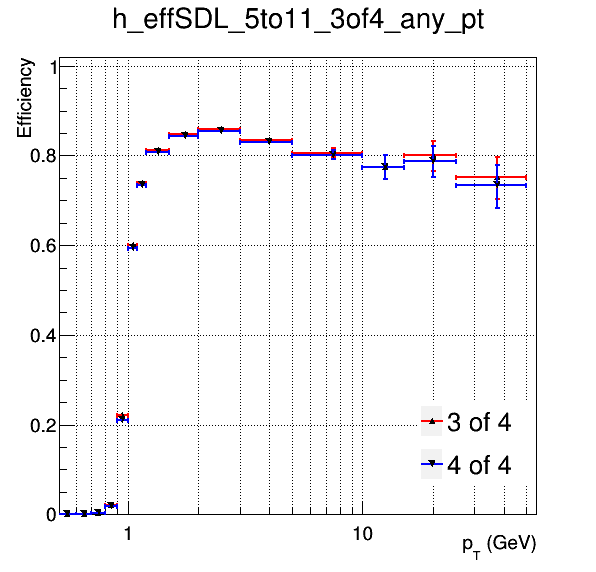 h_effSDL_5to11_3of4_any_pt
Efficiency
1
0.8
0.6
0.4
0.2
0
3 of 4
4 of 4
1
10
p_T (GeV)